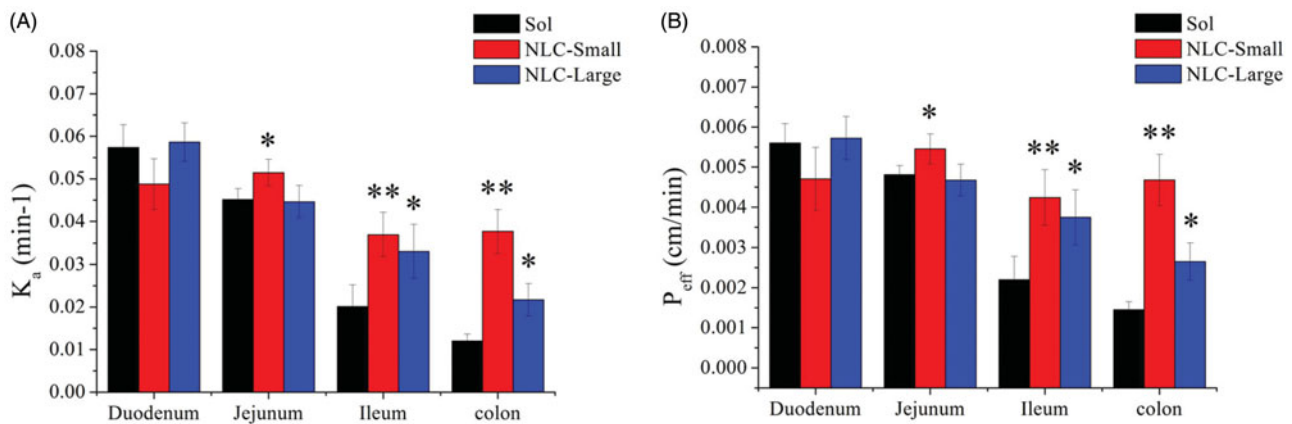 (A)
Sol
NLC-Small
NLC-Large
0.08
0.07
0.06
0.05
0.04
0.03
0.02
0.01
0.00
Ka (min-1)
*
**
*
**
*
Duodenum Jejunum Ileum colon
(B)
Sol
NLC-Small
NLC-Large
0.008
0.007
0.006
0.005
0.004
0.003
0.002
0.001
0.000
Peff (cm/min)
*
**
*
**
*
Duodenum Jejunum Ileum colon